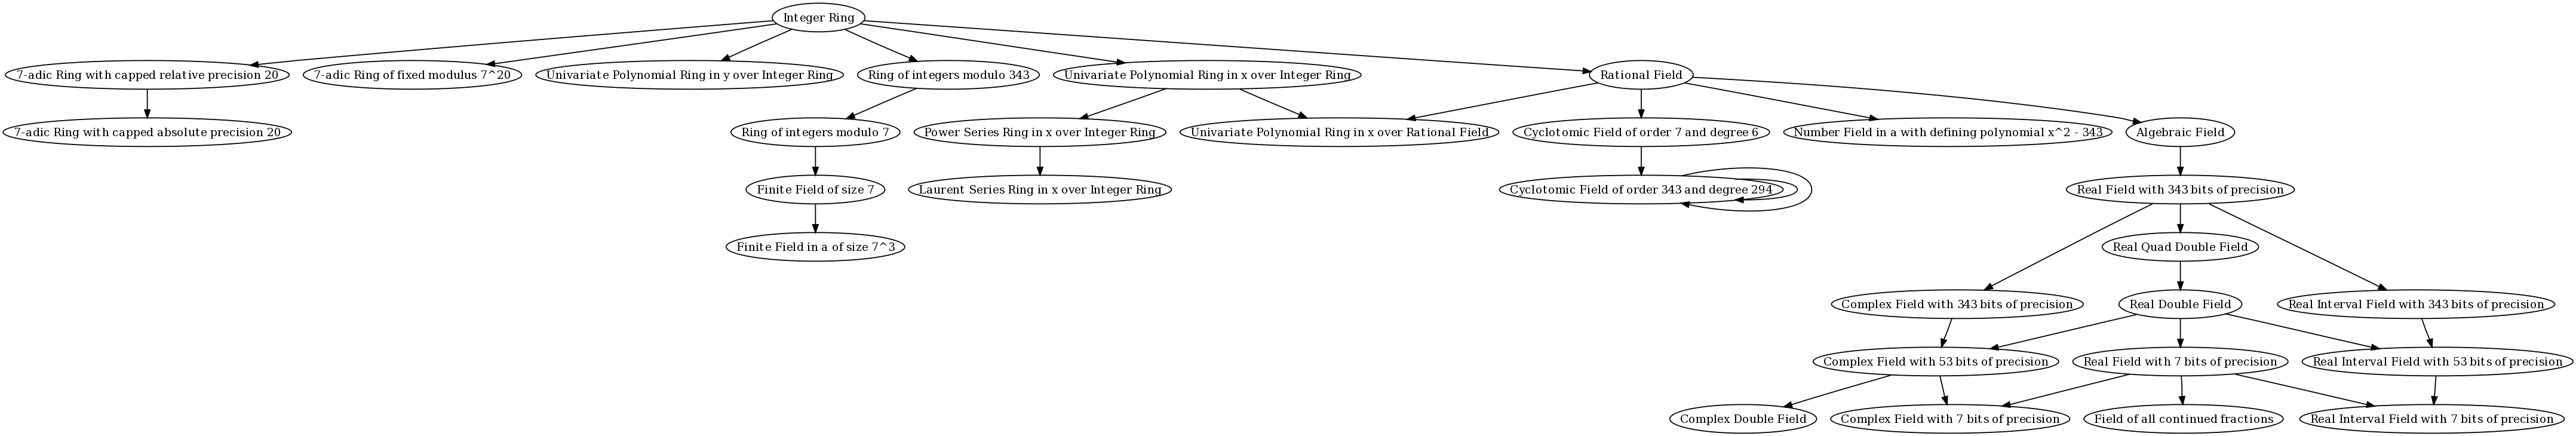 Integer Ring
7-adic Ring with capped relative precision 20
7-adic Ring of fixed modulus 7^20
Univariate Polynomial Ring in y over Integer Ring
Ring of integers modulo 343
Univariate Polynomial Ring in x over Integer Ring
Rational Field
7-adic Ring with capped absolute precision 20
Ring of integers modulo 7
Power Series Ring in x over Integer Ring
Univariate Polynomial Ring in x over Rational Field
Cyclotomic Field of order 7 and degree 6
Number Field in a with defining polynomial x^2 - 343
Algebraic Field
Finite Field of size 7
Laurent Series Ring in x over Integer Ring
Cyclotomic Field of order 343 and degree 294
Real Field with 343 bits of precision
Finite Field in a of size 7^3
Real Quad Double Field
Complex Field with 343 bits of precision
Real Double Field
Real Interval Field with 343 bits of precision
Complex Field with 53 bits of precision
Real Field with 7 bits of precision
Real Interval Field with 53 bits of precision
Complex Double Field
Complex Field with 7 bits of precision
Field of all continued fractions
Real Interval Field with 7 bits of precision